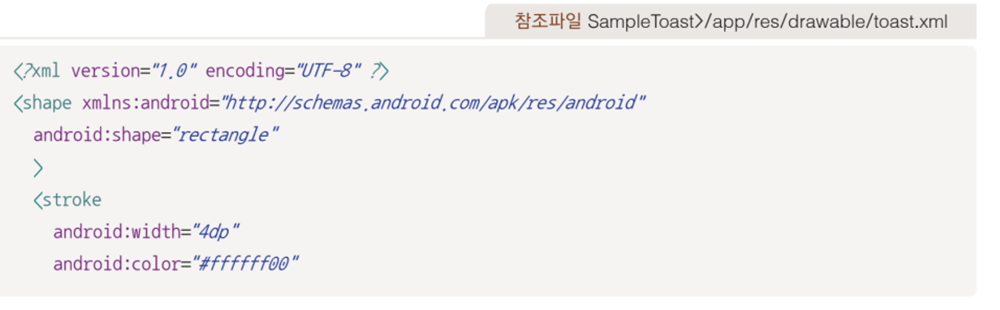 참조파일 SampleToast>/app/res/drawable/toast.xml
<?xml version="1.0" encoding="UTF-8" ?>
<shape xmlns:android="http://schemas.android.com/apk/res/android"
android:shape="rectangle"
>
<stroke
android:width="4dp"
android:color="#ffffff00"